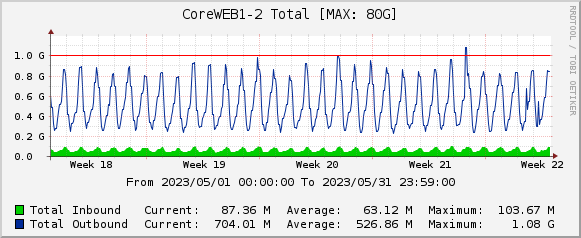 CoreWEB1-2 Total [MAX: 80G]
RRDTOOL / TOBI OETIKER
1.0 G
0.8 G
0.6 G
0.4 G
0.2 G
0.0
Week 18 Week 19 Week 20 Week 21 Week 22
From 2023/05/01 00:00:00 To 2023/05/31 23:59:00
Total Inbound Current: 87.36 M Average: 63.12 M Maximum: 103.67 M
Total Outbound Current: 704.01 M Average: 526.86 M Maximum: 1.08 G